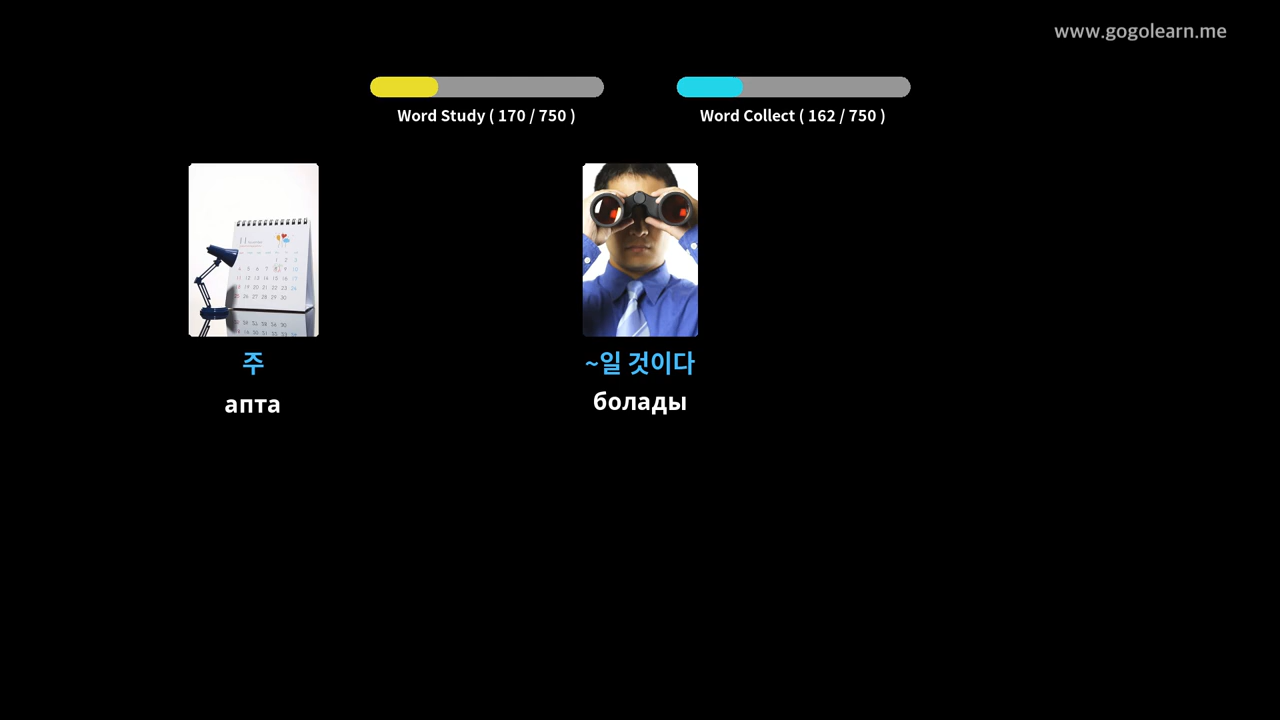 www.gogolearn.me
Word Study ( 170 / 750 )
Word Collect ( 162 / 750 )
주
~일 것이다
апта
болады